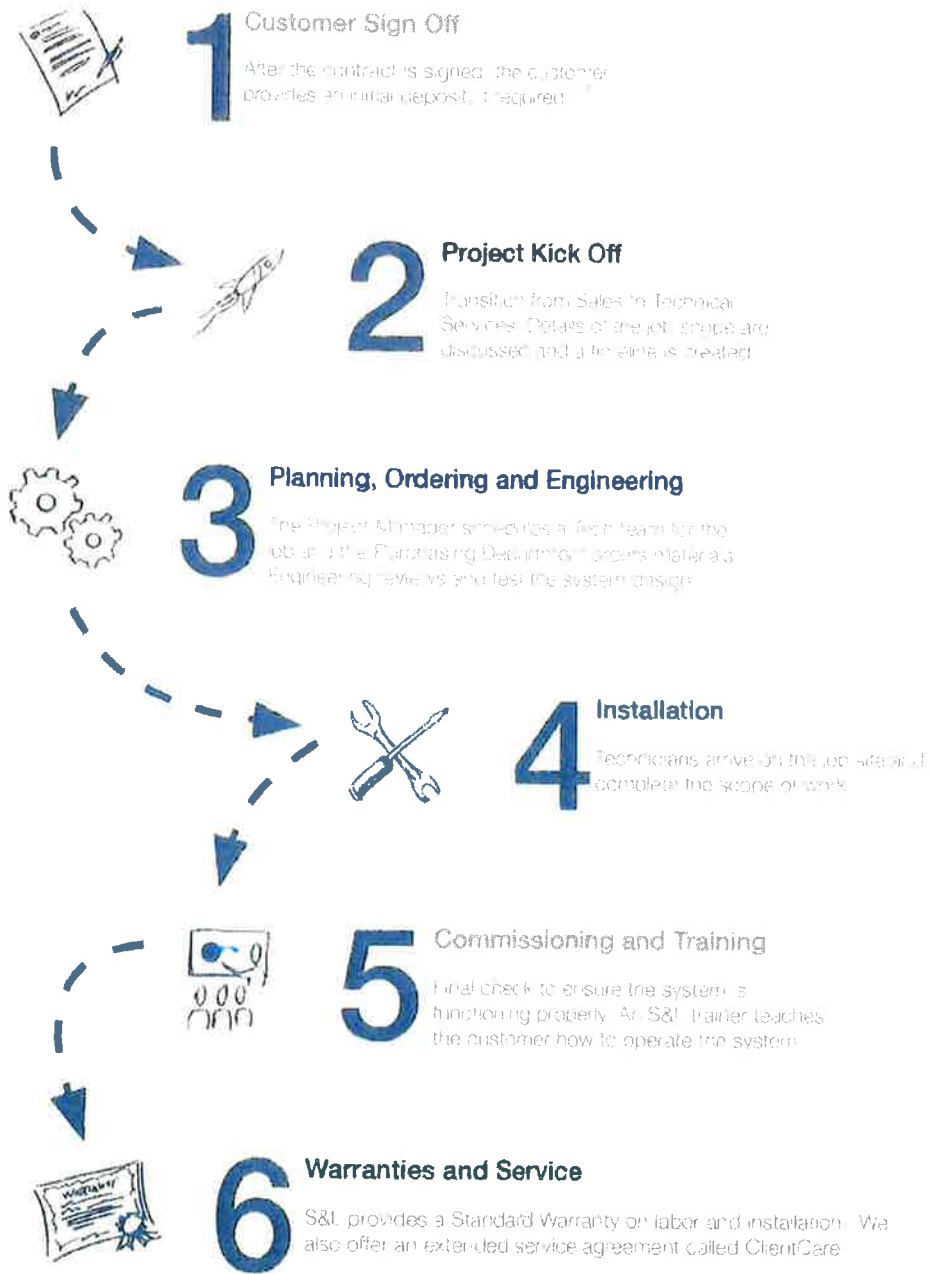 1
Customer Sign Off
After the contract is signed, the customer
provides an initial deposit, if required.
2
Project Kick Off
Transition from Sales to Technical
Services. Details of the job scope are
discussed and a timeline is created
3
Planning, Ordering and Engineering
The Project Manager schedules a Tech team for the
job and the Purchasing Department orders materials
Engineering reviews and test the system design
4
Installation
Technicians arrive on the job site and
complete the scope of work
5
Commissioning and Training
Final check to ensure the system is
functioning properly. An S&L trainer teaches
the customer how to operate the system
Warranty
6
Warranties and Service
S&L provides a Standard Warranty on labor and installation. We
also offer an extended service agreement called ClientCare